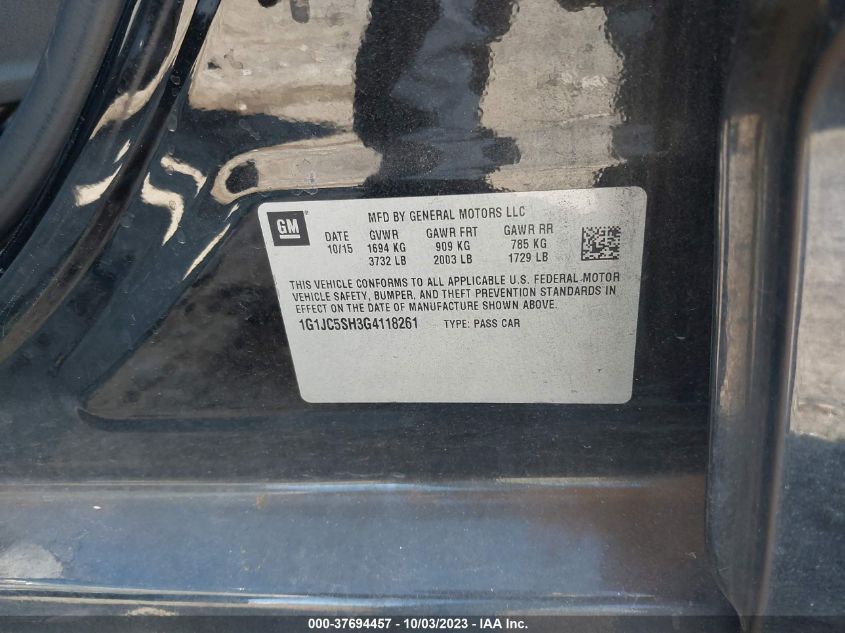 GM
MFD BY GENERAL MOTORS LLC
DATE GVWR GAWR FRT GAWR RR
10/15 1694 KG 909 KG 785 KG
3732 LB 2003 LB 1729 LB
THIS VEHICLE CONFORMS TO ALL APPLICABLE U.S. FEDERAL MOTOR
VEHICLE SAFETY, BUMPER, AND THEFT PREVENTION STANDARDS IN
EFFECT ON THE DATE OF MANUFACTURE SHOWN ABOVE.
1G1JC5SH3G4118261 TYPE: PASS CAR
000-37694457 - 10/03/2023 - IAAI.com